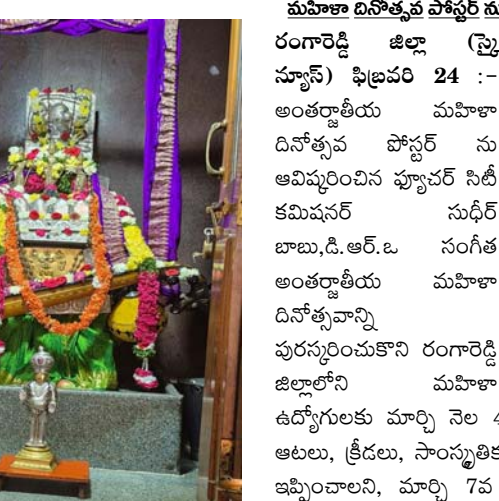 మహిళా దినోత్సవ పోస్టర్
రంగారెడ్డి జిల్లా (స్కై
న్యూస్) ఫిబ్రవరి 24 :-
అంతర్జాతీయ మహిళా
దినోత్సవ పోస్టర్ ను
ఆవిష్కరించిన ఫ్యూచర్ సిటీ
కమిషనర్ సుధీర్
బాబు,డి.ఆర్.ఒ సంగీత
అంతర్జాతీయ మహిళా
దినోత్సవాన్ని
పురస్కరించుకొని రంగారెడ్డి
జిల్లాలోని మహిళా
ఉద్యోగులకు మార్చి నెల
ఆటలు, క్రీడలు, సాంస్కృతిక
ఇప్పించాలని, మార్చి 7వ